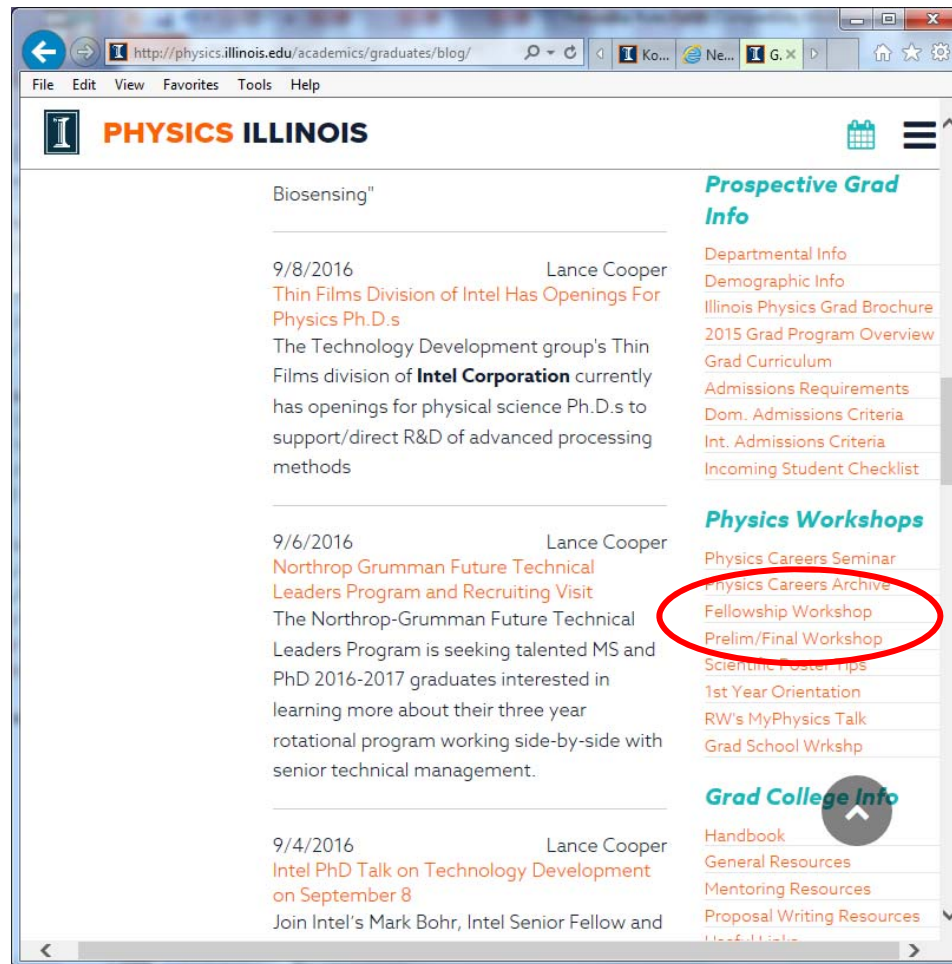 http://physics.illinois.edu/academics/graduates/blog/
Ko...
Ne...
G.
File Edit View Favorites Tools Help
PHYSICS ILLINOIS
Biosensing"
9/8/2016 Lance Cooper
Thin Films Division of Intel Has Openings For
Physics Ph.D.s
The Technology Development group's Thin
Films division of Intel Corporation currently
has openings for physical science Ph.D.s to
support/direct R&D of advanced processing
methods
9/6/2016 Lance Cooper
Northrop Grumman Future Technical
Leaders Program and Recruiting Visit
The Northrop-Grumman Future Technical
Leaders Program is seeking talented MS and
PhD 2016-2017 graduates interested in
learning more about their three year
rotational program working side-by-side with
senior technical management.
9/4/2016 Lance Cooper
Intel PhD Talk on Technology Development
on September 8
Join Intel's Mark Bohr, Intel Senior Fellow and
Prospective Grad
Info
Departmental Info
Demographic Info
Illinois Physics Grad Brochure
2015 Grad Program Overview
Grad Curriculum
Admissions Requirements
Dom. Admissions Criteria
Int. Admissions Criteria
Incoming Student Checklist
Physics Workshops
Physics Careers Seminar
Physics Careers Archive
Fellowship Workshop
Prelim/Final Workshop
Scientific Poster Tips
1st Year Orientation
RW's MyPhysics Talk
Grad School Wrkshp
Grad College Info
Handbook
General Resources
Mentoring Resources
Proposal Writing Resources